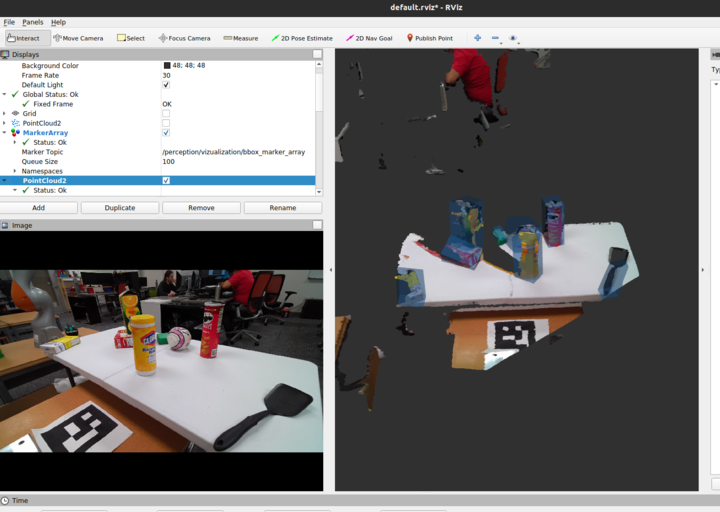 default.rviz* - RViz
File Panels Help
Interact Move Camera Select Focus Camera Measure 2D Pose Estimate 2D Nav Goal Publish Point
Displays
Background Color 48; 48; 48
Frame Rate 30
Default Light ✓
Global Status: Ok
Fixed Frame OK
Grid
PointCloud2
MarkerArray ✓
Status: Ok
Marker Topic /perception/vizualization/bbox_marker_array
Queue Size 100
Namespaces
PointCloud2 ✓
Status: Ok
Add Duplicate Remove Rename
Image
Time